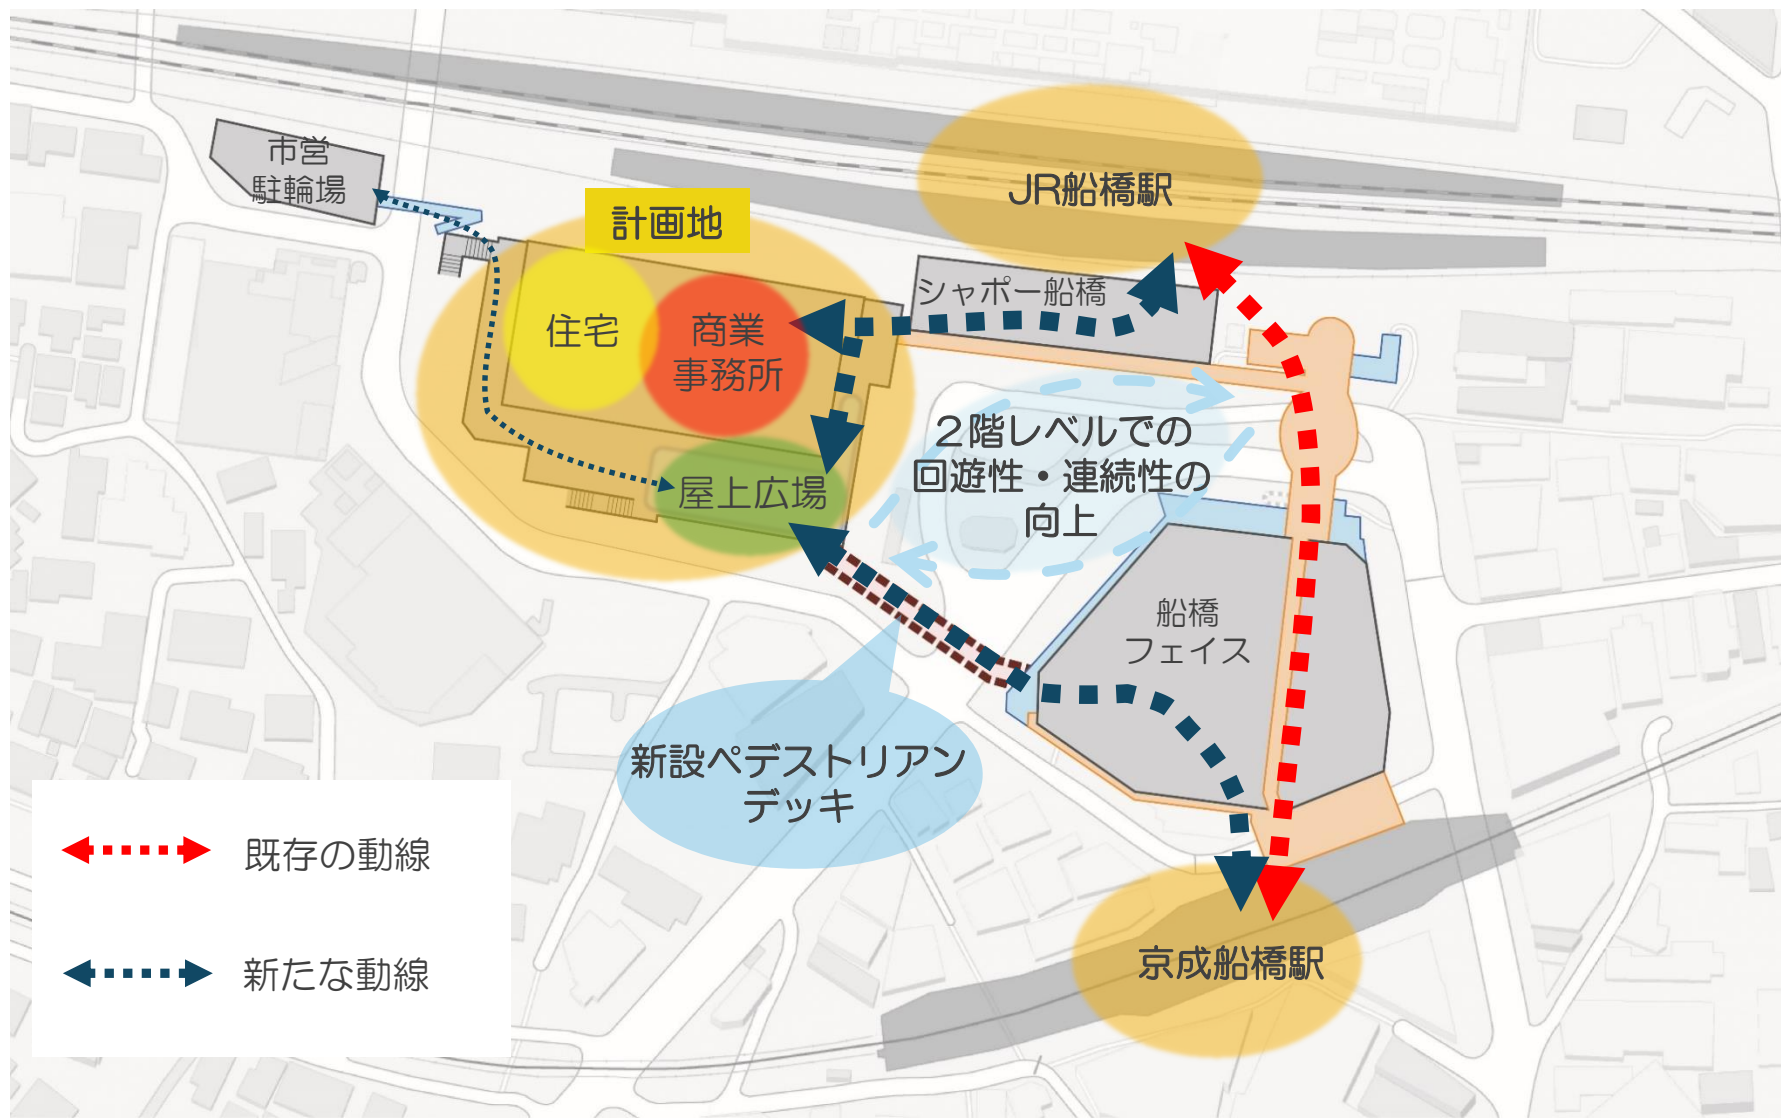 市営
駐輪場
計画地
JR船橋駅
シャポー船橋
住宅
商業
事務所
屋上広場
２階レベルでの
回遊性・連続性の
向上
船橋
フェイス
新設ペデストリアン
デッキ
既存の動線
新たな動線
京成船橋駅